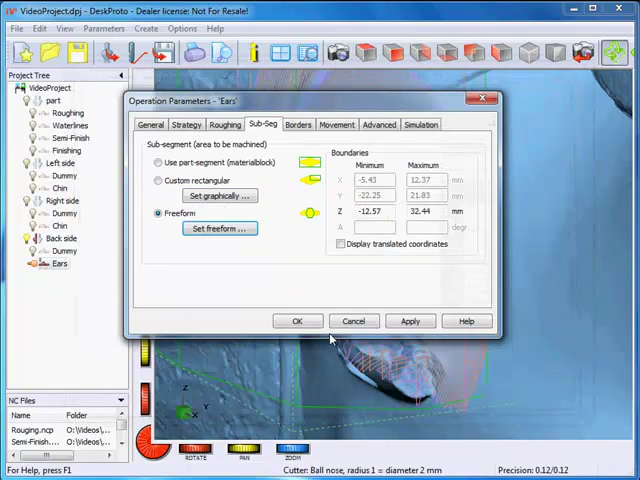 VideoProject.dpj - DeskProto - Dealer license: Not For Resale!
File Edit View Parameters Create Options Help
Project Tree
VideoProject
part
Roughing
Waterlines
Semi-Finish
Finishing
Left side
Dummy
Chin
Right side
Dummy
Chin
Back side
Dummy
Ears
Operation Parameters - 'Ears'
General Strategy Roughing Sub-Seg Borders Movement Advanced Simulation
Sub-segment (area to be machined)
Use part-segment (materialblock)
Custom rectangular
Set graphically ...
Freeform
Set freeform ...
Boundaries
Minimum Maximum
X -5.43 12.37 mm
Y -22.25 21.83 mm
Z -12.57 32.44 mm
A degr.
Display translated coordinates
OK Cancel Apply Help
Z
Y
X
NC Files
Name Folder
Rouging.ncp O:\Videos\...
Semi-Finish.... O:\Videos\...
ROTATE PAN ZOOM
For Help, press F1
Cutter: Ball nose, radius 1 = diameter 2 mm
Precision: 0.12/0.12